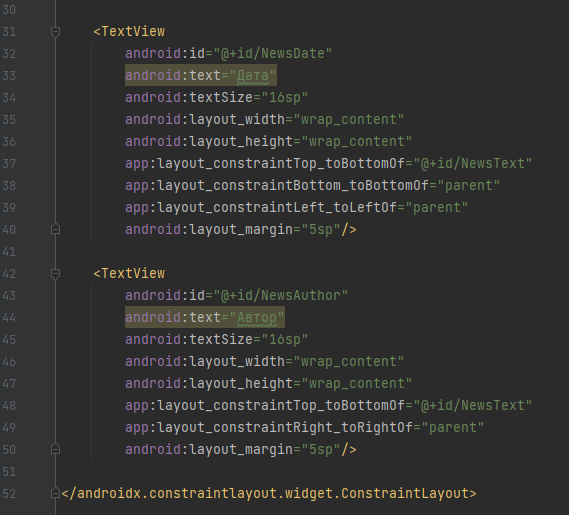 30
31 <TextView
32 android:id="@+id/NewsDate"
33 android:text="Дата"
34 android:textSize="16sp"
35 android:layout_width="wrap_content"
36 android:layout_height="wrap_content"
37 app:layout_constraintTop_toBottomOf="@+id/NewsText"
38 app:layout_constraintBottom_toBottomOf="parent"
39 app:layout_constraintLeft_toLeftOf="parent"
40 android:layout_margin="5sp"/>
41
42 <TextView
43 android:id="@+id/NewsAuthor"
44 android:text="Автор"
45 android:textSize="16sp"
46 android:layout_width="wrap_content"
47 android:layout_height="wrap_content"
48 app:layout_constraintTop_toBottomOf="@+id/NewsText"
49 app:layout_constraintRight_toRightOf="parent"
50 android:layout_margin="5sp"/>
51
52 </androidx.constraintlayout.widget.ConstraintLayout>